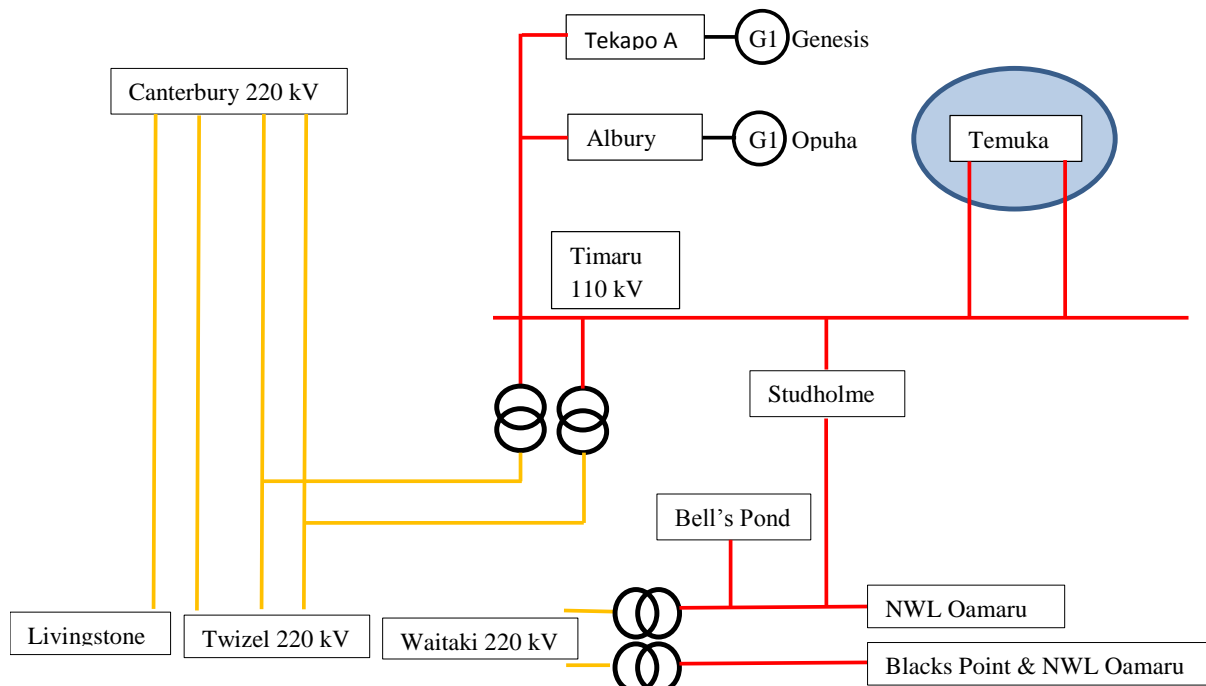 Tekapo A
G1
Genesis
Canterbury 220 kV
Albury
G1
Opuha
Temuka
Timaru
110 kV
Studholme
Bell’s Pond
NWL Oamaru
Livingstone
Twizel 220 kV
Waitaki 220 kV
Blacks Point & NWL Oamaru